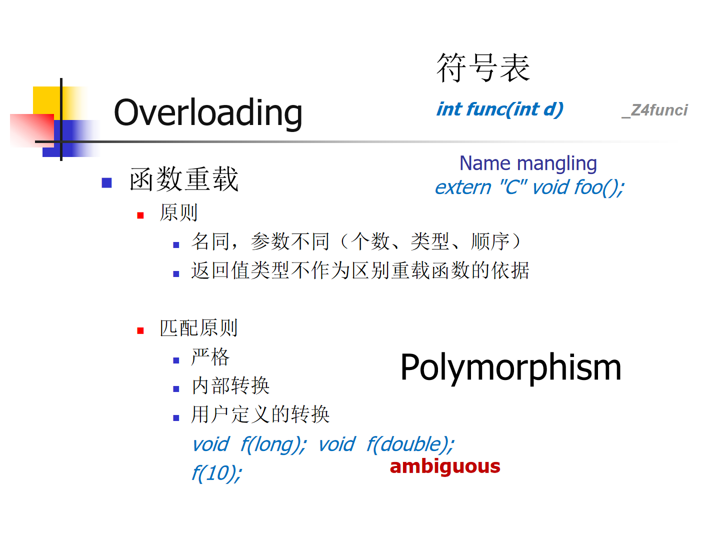 符号表
Overloading
int func(int d) _Z4funci
Name mangling
extern "C" void foo();
函数重载
原则
名同，参数不同（个数、类型、顺序）
返回值类型不作为区别重载函数的依据
匹配原则
严格
内部转换
用户定义的转换
Polymorphism
void f(long); void f(double);
f(10);
ambiguous